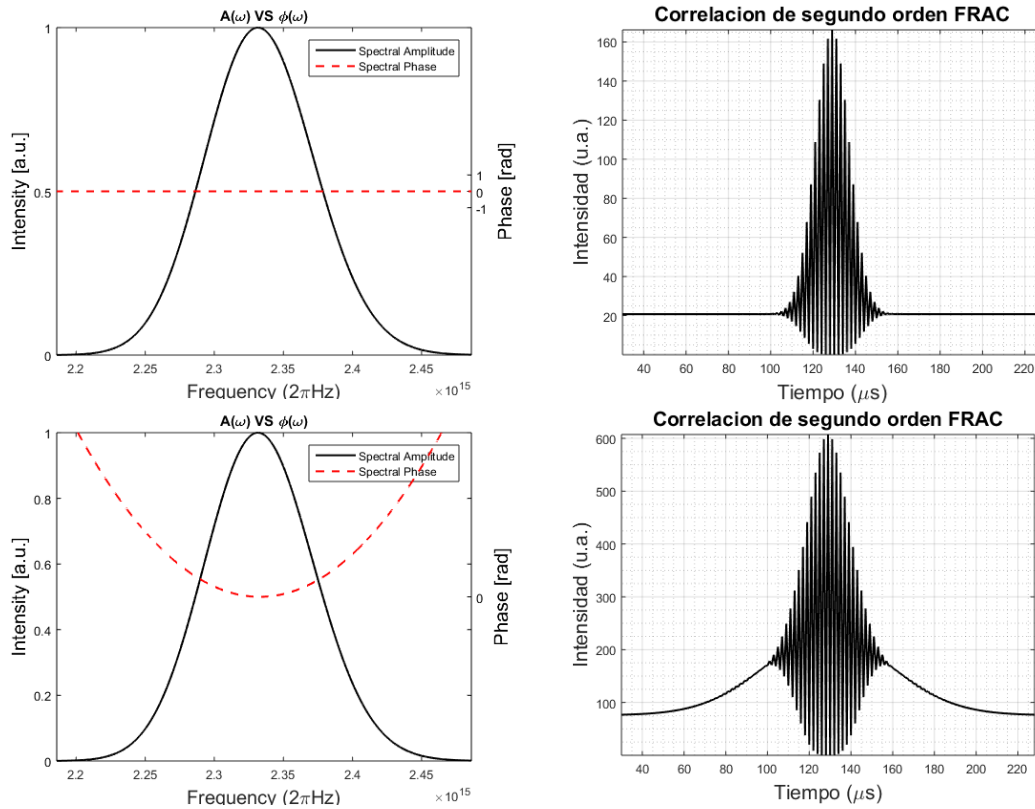 A(ω) VS ϕ(ω)
1
0.5
0
Intensity [a.u.]
Spectral Amplitude
Spectral Phase
1
0
-1
Phase [rad]
2.2 2.25 2.3 2.35 2.4 2.45
Frequency (2πHz) ×10¹⁵
Correlacion de segundo orden FRAC
160
140
120
100
80
60
40
20
Intensidad (u.a.)
40 60 80 100 120 140 160 180 200 220
Tiempo (μs)
A(ω) VS ϕ(ω)
1
0.8
0.6
0.4
0.2
0
Intensity [a.u.]
Spectral Amplitude
Spectral Phase
0
Phase [rad]
2.2 2.25 2.3 2.35 2.4 2.45
Frequency (2πHz) ×10¹⁵
Correlacion de segundo orden FRAC
600
500
400
300
200
100
Intensidad (u.a.)
40 60 80 100 120 140 160 180 200 220
Tiempo (μs)